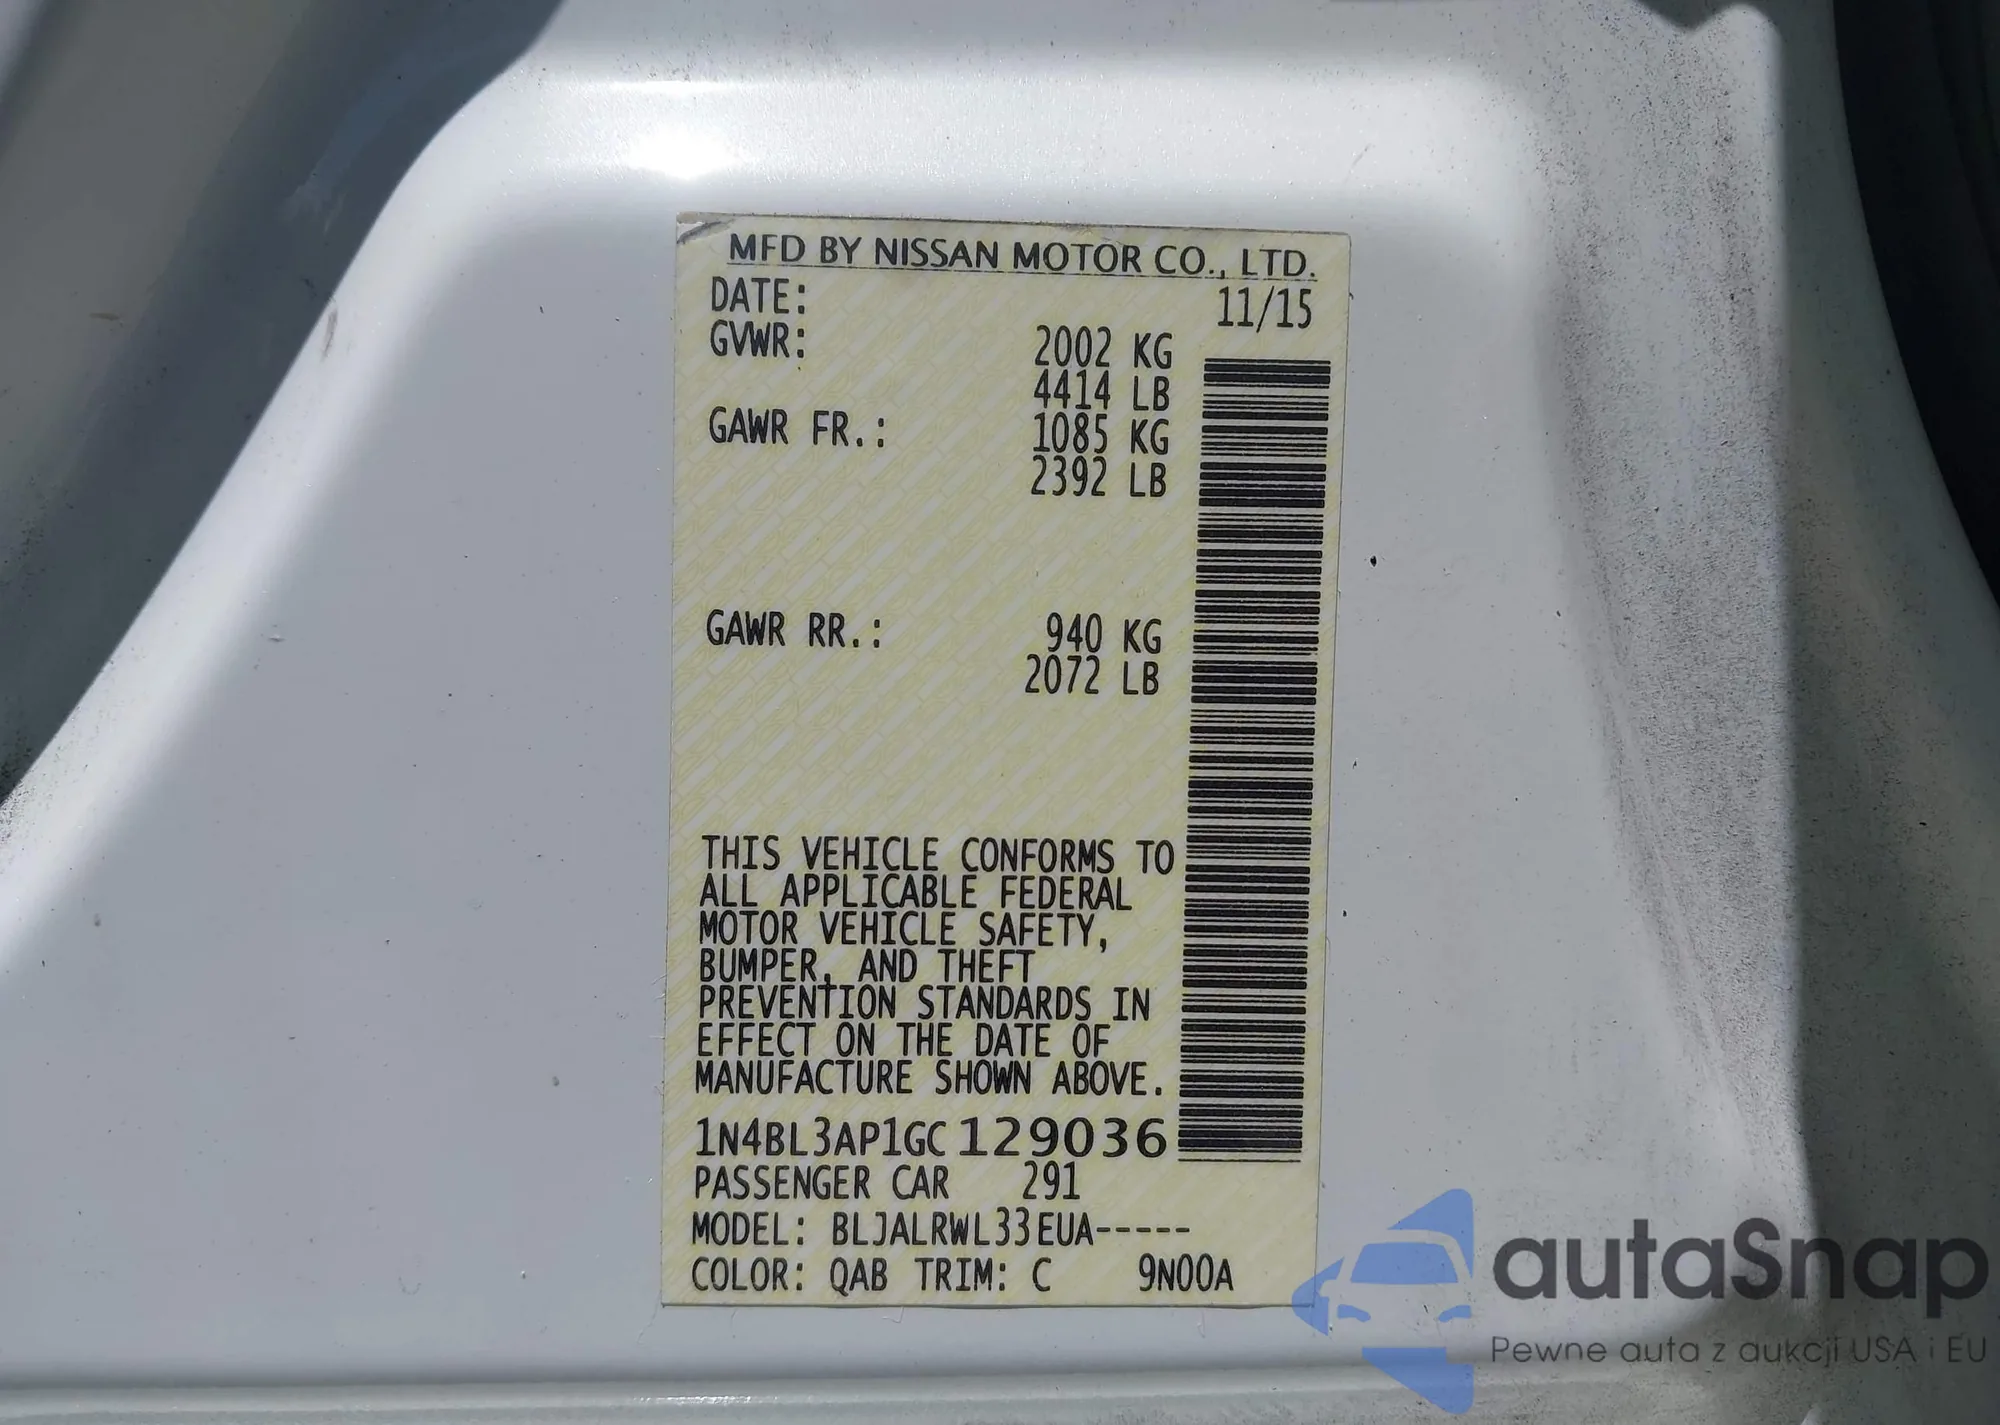 MFD BY NISSAN MOTOR CO., LTD.
DATE: 11/15
GVWR: 2002 KG
4414 LB
GAWR FR.: 1085 KG
2392 LB
GAWR RR.: 940 KG
2072 LB
THIS VEHICLE CONFORMS TO
ALL APPLICABLE FEDERAL
MOTOR VEHICLE SAFETY,
BUMPER, AND THEFT
PREVENTION STANDARDS IN
EFFECT ON THE DATE OF
MANUFACTURE SHOWN ABOVE.
1N4BL3AP1GC129036
PASSENGER CAR 291
MODEL: BLJALRWL33EUA-----
COLOR: QAB TRIM: C 9N00A
autaSnap
Pewne auta z aukcji USA i EU